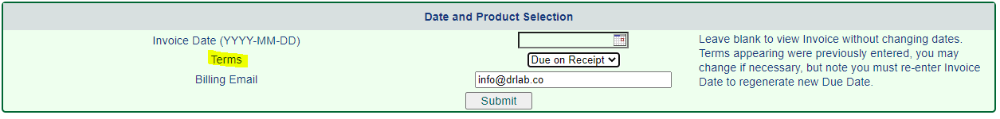 Date and Product Selection
Invoice Date (YYYY-MM-DD)
Leave blank to view Invoice without changing dates.
Terms appearing were previously entered, you may
change if necessary, but note you must re-enter Invoice
Date to regenerate new Due Date.
Terms
Due on Receipt
Billing Email
info@drlab.co
Submit